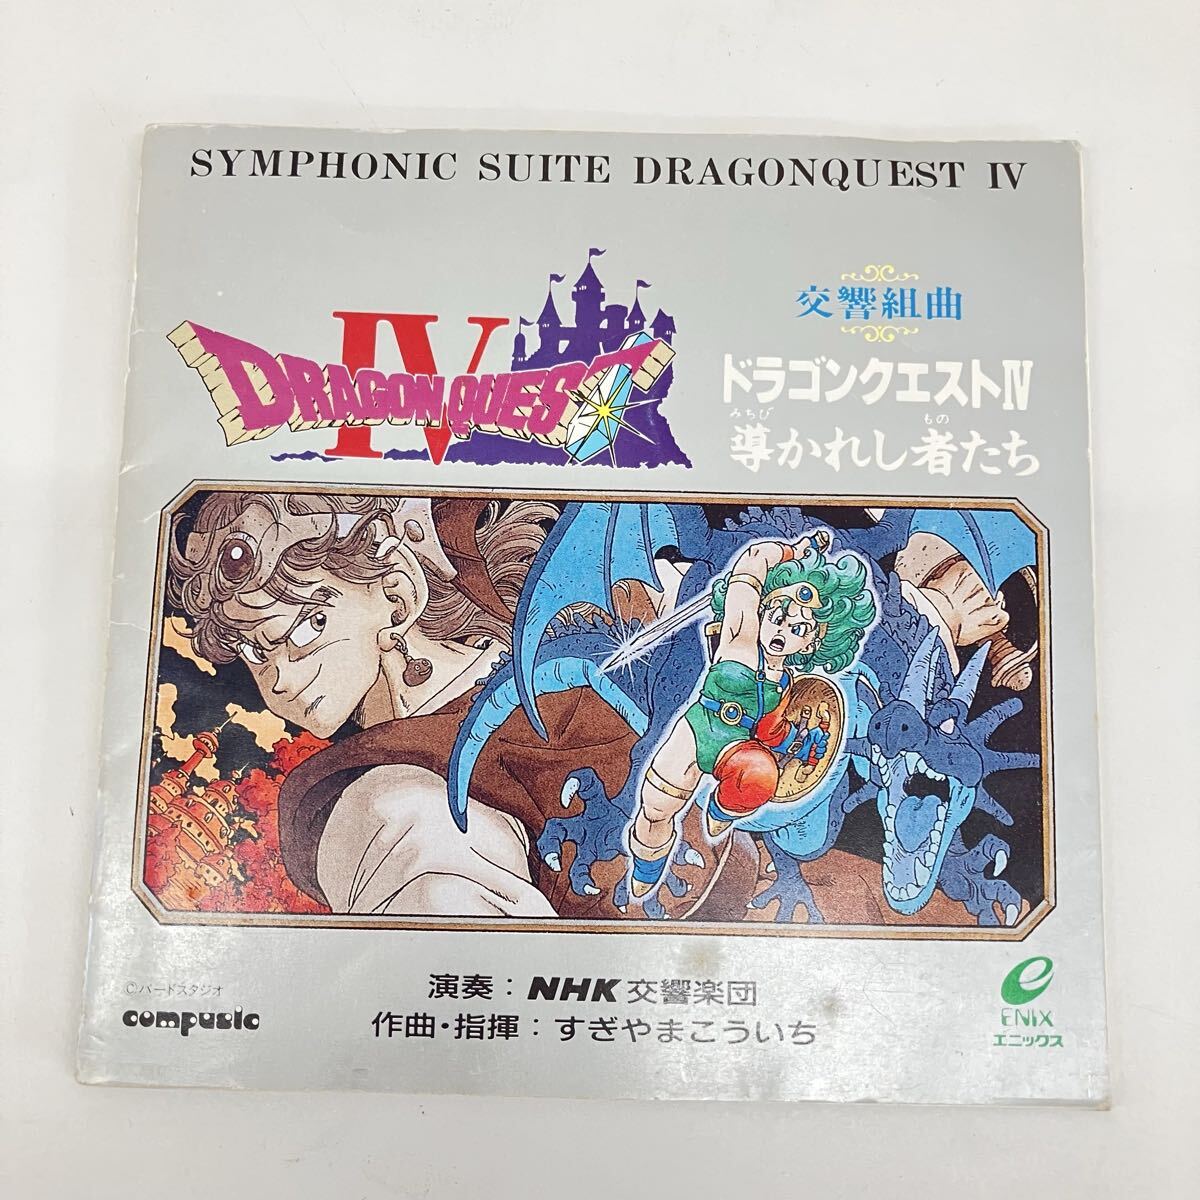 SYMPHONIC SUITE DRAGONQUEST IV
IV
DRAGON QUEST
交響組曲
ドラゴンクエストIV
みちび もの
導かれし者たち
演奏：NHK交響楽団
作曲・指揮：すぎやまこういち
©バードスタジオ
compusic
e
ENIX
エニックス